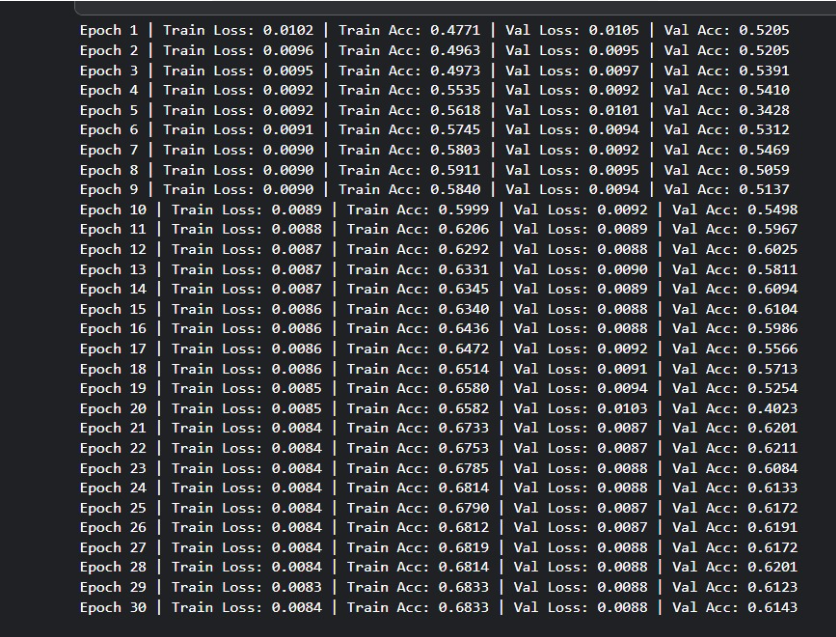 Epoch 1 | Train Loss: 0.0102 | Train Acc: 0.4771 | Val Loss: 0.0105 | Val Acc: 0.5205
Epoch 2 | Train Loss: 0.0096 | Train Acc: 0.4963 | Val Loss: 0.0095 | Val Acc: 0.5205
Epoch 3 | Train Loss: 0.0095 | Train Acc: 0.4973 | Val Loss: 0.0097 | Val Acc: 0.5391
Epoch 4 | Train Loss: 0.0092 | Train Acc: 0.5535 | Val Loss: 0.0092 | Val Acc: 0.5410
Epoch 5 | Train Loss: 0.0092 | Train Acc: 0.5618 | Val Loss: 0.0101 | Val Acc: 0.3428
Epoch 6 | Train Loss: 0.0091 | Train Acc: 0.5745 | Val Loss: 0.0094 | Val Acc: 0.5312
Epoch 7 | Train Loss: 0.0090 | Train Acc: 0.5803 | Val Loss: 0.0092 | Val Acc: 0.5469
Epoch 8 | Train Loss: 0.0090 | Train Acc: 0.5911 | Val Loss: 0.0095 | Val Acc: 0.5059
Epoch 9 | Train Loss: 0.0090 | Train Acc: 0.5840 | Val Loss: 0.0094 | Val Acc: 0.5137
Epoch 10 | Train Loss: 0.0089 | Train Acc: 0.5999 | Val Loss: 0.0092 | Val Acc: 0.5498
Epoch 11 | Train Loss: 0.0088 | Train Acc: 0.6206 | Val Loss: 0.0089 | Val Acc: 0.5967
Epoch 12 | Train Loss: 0.0087 | Train Acc: 0.6292 | Val Loss: 0.0088 | Val Acc: 0.6025
Epoch 13 | Train Loss: 0.0087 | Train Acc: 0.6331 | Val Loss: 0.0090 | Val Acc: 0.5811
Epoch 14 | Train Loss: 0.0087 | Train Acc: 0.6345 | Val Loss: 0.0089 | Val Acc: 0.6094
Epoch 15 | Train Loss: 0.0086 | Train Acc: 0.6340 | Val Loss: 0.0088 | Val Acc: 0.6104
Epoch 16 | Train Loss: 0.0086 | Train Acc: 0.6436 | Val Loss: 0.0088 | Val Acc: 0.5986
Epoch 17 | Train Loss: 0.0086 | Train Acc: 0.6472 | Val Loss: 0.0092 | Val Acc: 0.5566
Epoch 18 | Train Loss: 0.0086 | Train Acc: 0.6514 | Val Loss: 0.0091 | Val Acc: 0.5713
Epoch 19 | Train Loss: 0.0085 | Train Acc: 0.6580 | Val Loss: 0.0094 | Val Acc: 0.5254
Epoch 20 | Train Loss: 0.0085 | Train Acc: 0.6582 | Val Loss: 0.0103 | Val Acc: 0.4023
Epoch 21 | Train Loss: 0.0084 | Train Acc: 0.6733 | Val Loss: 0.0087 | Val Acc: 0.6201
Epoch 22 | Train Loss: 0.0084 | Train Acc: 0.6753 | Val Loss: 0.0087 | Val Acc: 0.6211
Epoch 23 | Train Loss: 0.0084 | Train Acc: 0.6785 | Val Loss: 0.0088 | Val Acc: 0.6084
Epoch 24 | Train Loss: 0.0084 | Train Acc: 0.6814 | Val Loss: 0.0088 | Val Acc: 0.6133
Epoch 25 | Train Loss: 0.0084 | Train Acc: 0.6790 | Val Loss: 0.0087 | Val Acc: 0.6172
Epoch 26 | Train Loss: 0.0084 | Train Acc: 0.6812 | Val Loss: 0.0087 | Val Acc: 0.6191
Epoch 27 | Train Loss: 0.0084 | Train Acc: 0.6819 | Val Loss: 0.0088 | Val Acc: 0.6172
Epoch 28 | Train Loss: 0.0084 | Train Acc: 0.6814 | Val Loss: 0.0088 | Val Acc: 0.6201
Epoch 29 | Train Loss: 0.0083 | Train Acc: 0.6833 | Val Loss: 0.0088 | Val Acc: 0.6123
Epoch 30 | Train Loss: 0.0084 | Train Acc: 0.6833 | Val Loss: 0.0088 | Val Acc: 0.6143